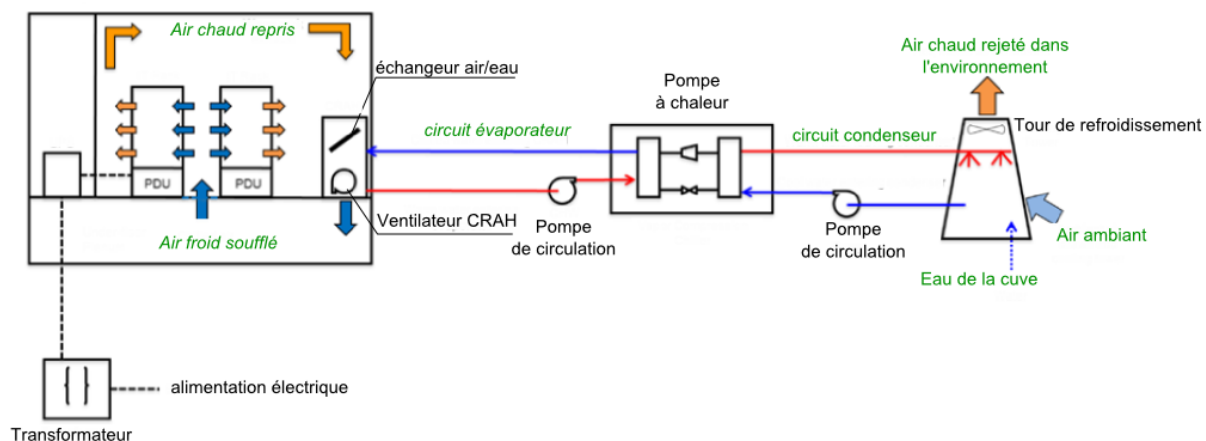 Air chaud repris
échangeur air/eau
PDU
PDU
Ventilateur CRAH
Air froid soufflé
circuit évaporateur
Pompe
de circulation
Pompe
à chaleur
circuit condenseur
Pompe
de circulation
Air chaud rejeté dans
l'environnement
Tour de refroidissement
Air ambiant
Eau de la cuve
alimentation électrique
Transformateur